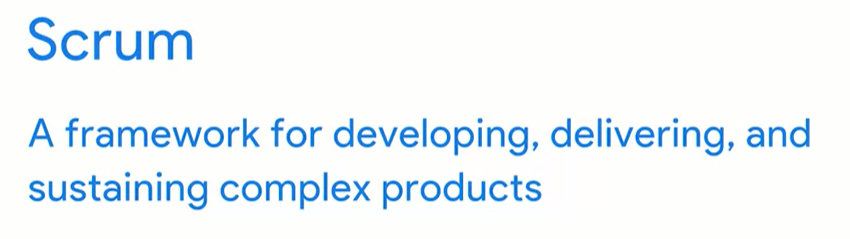 Scrum
A framework for developing, delivering, and
sustaining complex products